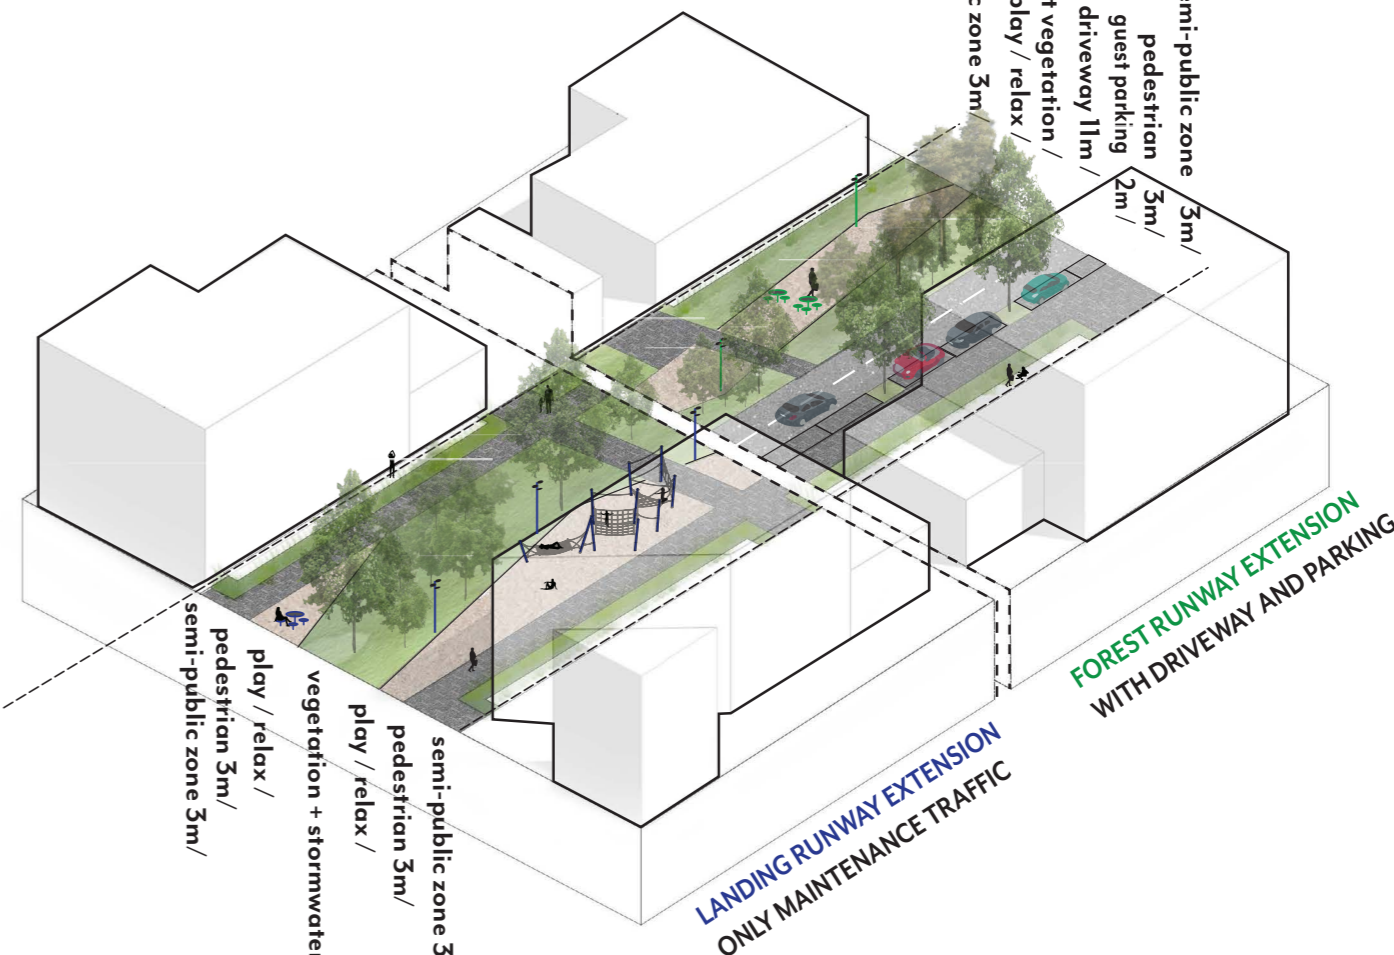 semi-public zone 3m/
pedestrian 3m/
guest parking 2m/
driveway 11m /
vegetation /
play / relax /
zone 3m/
semi-public zone 3m/
pedestrian 3m/
play / relax /
vegetation + stormwater
play / relax /
pedestrian 3m/
semi-public zone 3
LANDING RUNWAY EXTENSION
ONLY MAINTENANCE TRAFFIC
FOREST RUNWAY EXTENSION
WITH DRIVEWAY AND PARKING